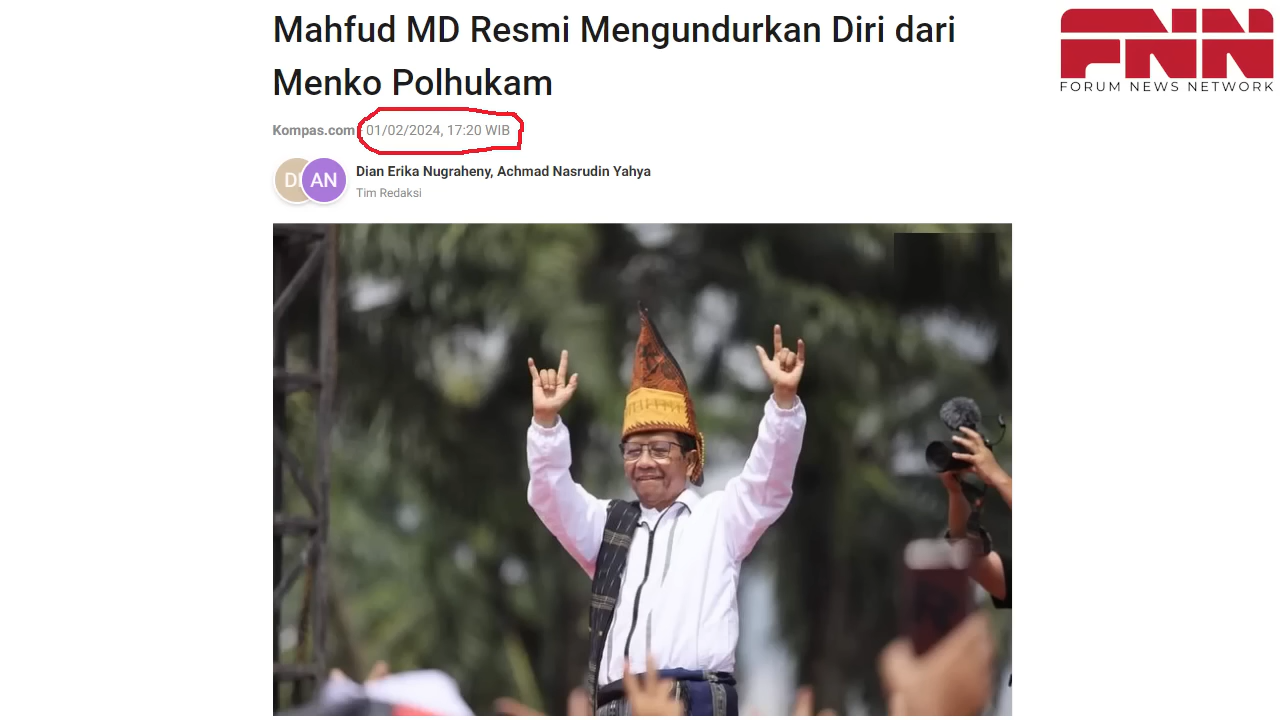 Mahfud MD Resmi Mengundurkan Diri dari
Menko Polhukam
FNN
FORUM NEWS NETWORK
Kompas.com 01/02/2024, 17:20 WIB
AN
Dian Erika Nugraheny, Achmad Nasrudin Yahya
Tim Redaksi